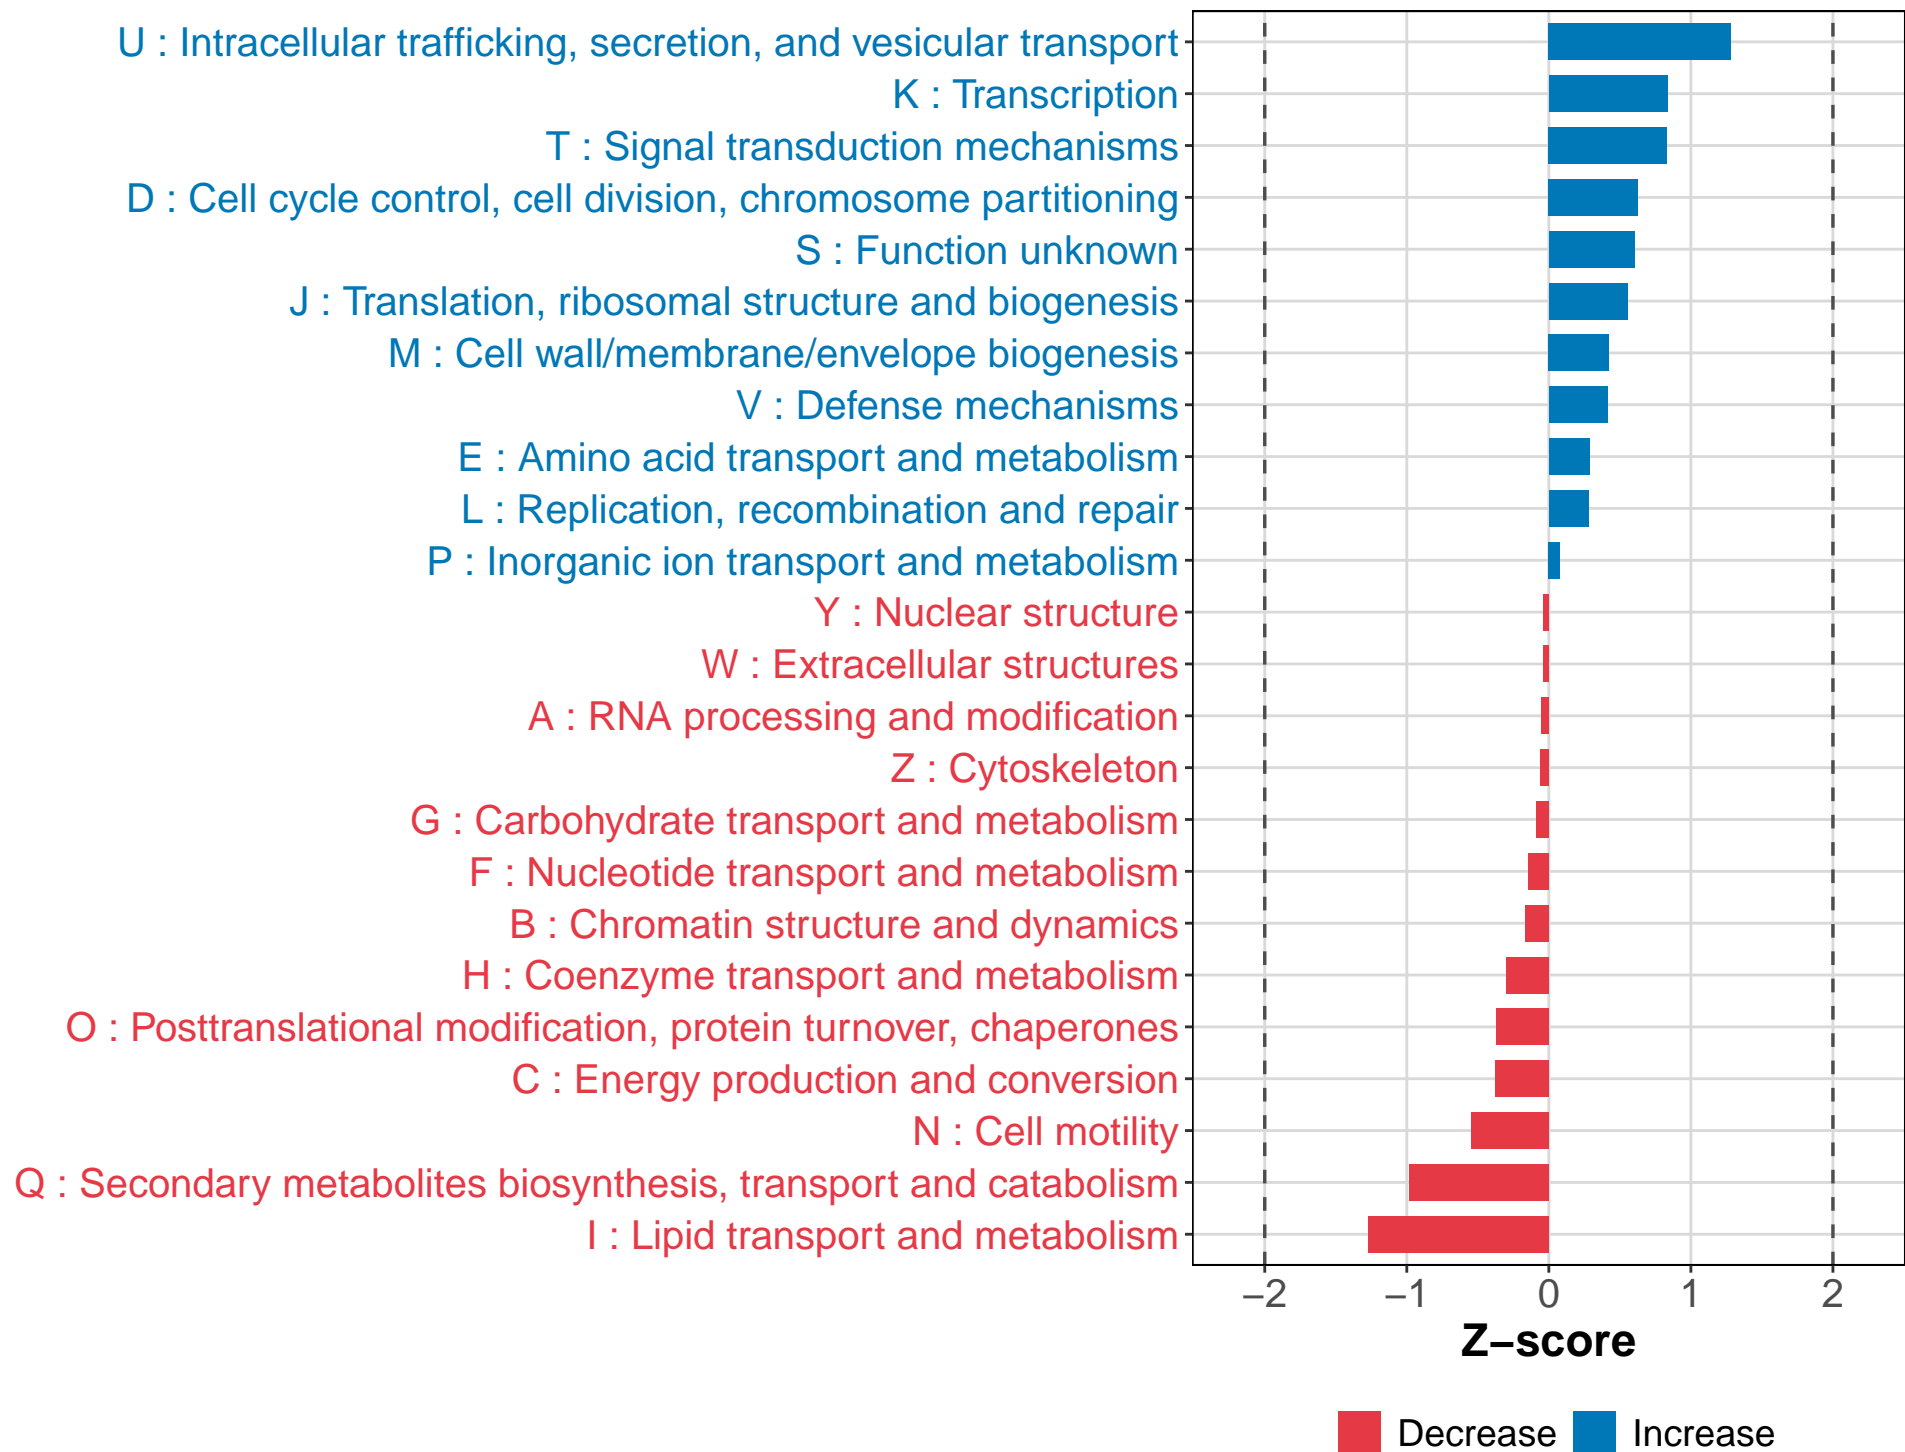 U : Intracellular trafficking, secretion, and vesicular transport
K : Transcription
T : Signal transduction mechanisms
D : Cell cycle control, cell division, chromosome partitioning
S : Function unknown
J : Translation, ribosomal structure and biogenesis
M : Cell wall/membrane/envelope biogenesis
V : Defense mechanisms
E : Amino acid transport and metabolism
L : Replication, recombination and repair
P : Inorganic ion transport and metabolism
Y : Nuclear structure
W : Extracellular structures
A : RNA processing and modification
Z : Cytoskeleton
G : Carbohydrate transport and metabolism
F : Nucleotide transport and metabolism
B : Chromatin structure and dynamics
H : Coenzyme transport and metabolism
O : Posttranslational modification, protein turnover, chaperones
C : Energy production and conversion
N : Cell motility
Q : Secondary metabolites biosynthesis, transport and catabolism
I : Lipid transport and metabolism
−2 −1 0 1 2
Z−score
Decrease Increase